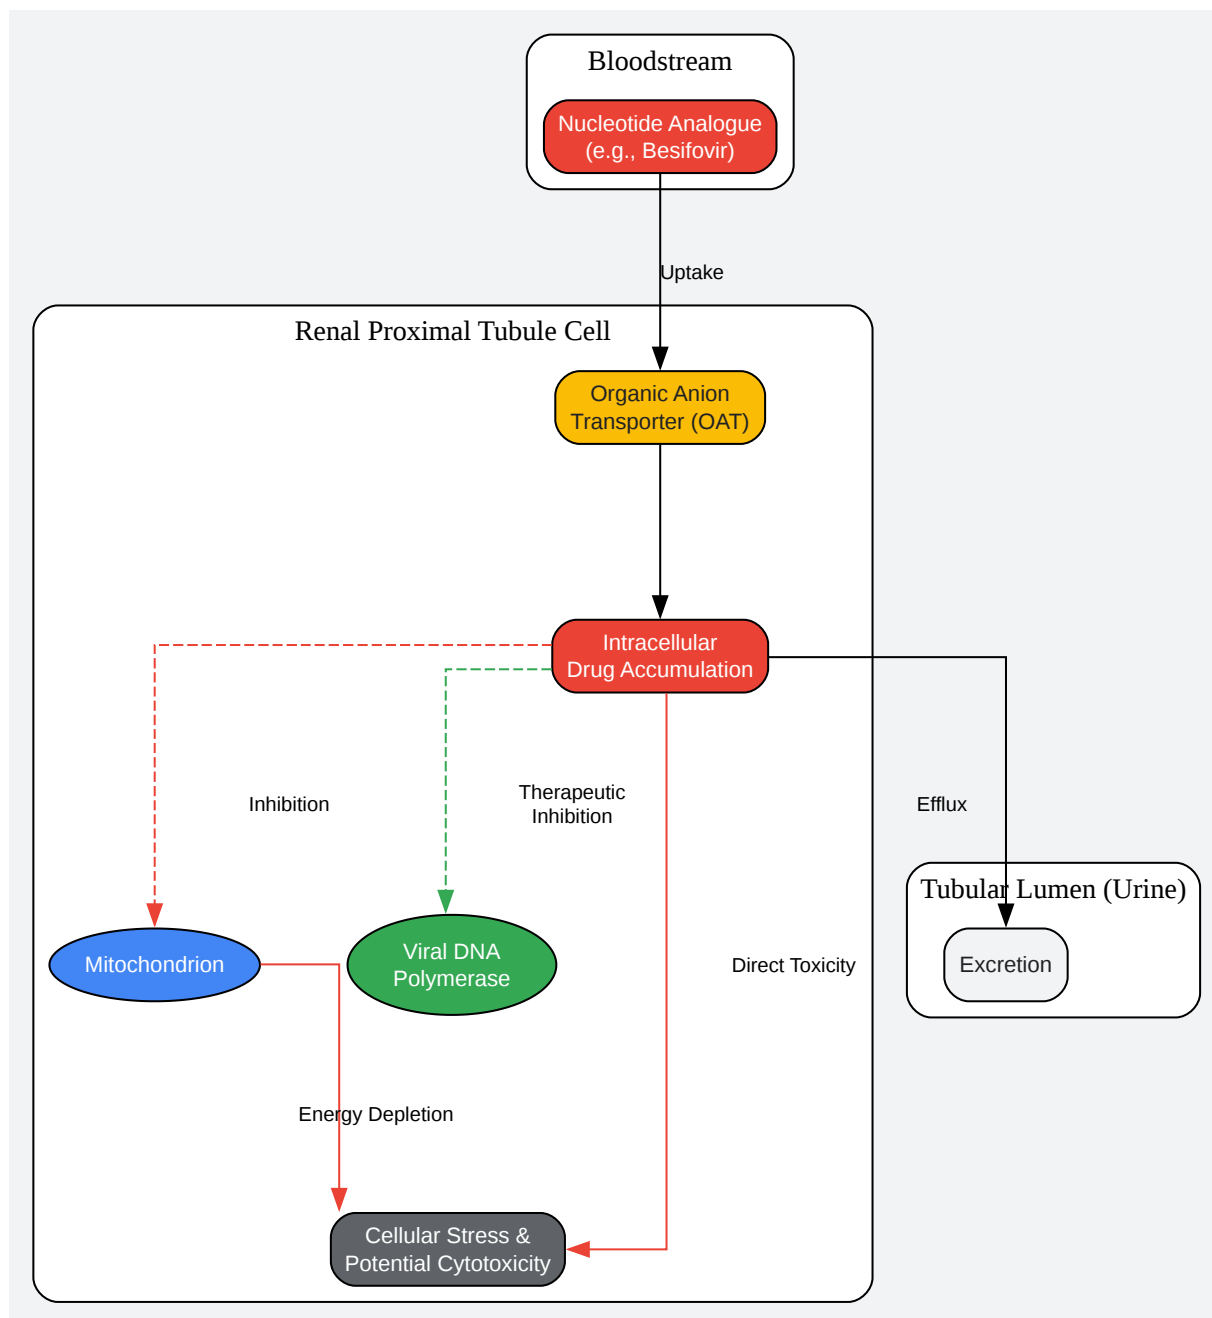 Bloodstream
Nucleotide Analogue
(e.g., Besifovir)
Uptake
Renal Proximal Tubule Cell
Organic Anion
Transporter (OAT)
Intracellular
Drug Accumulation
Inhibition
Therapeutic
Inhibition
Efflux
Tubular Lumen (Urine)
Mitochondrion
Viral DNA
Polymerase
Direct Toxicity
Excretion
Energy Depletion
Cellular Stress &
Potential Cytotoxicity